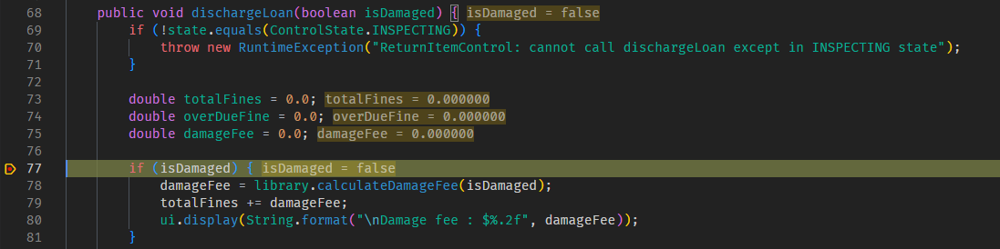 68 public void dischargeLoan(boolean isDamaged) { isDamaged = false
69 if (!state.equals(ControlState.INSPECTING)) {
70 throw new RuntimeException("ReturnItemControl: cannot call dischargeLoan except in INSPECTING state");
71 }
72
73 double totalFines = 0.0; totalFines = 0.000000
74 double overDueFine = 0.0; overDueFine = 0.000000
75 double damageFee = 0.0; damageFee = 0.000000
76
77 if (isDamaged) { isDamaged = false
78 damageFee = library.calculateDamageFee(isDamaged);
79 totalFines += damageFee;
80 ui.display(String.format("\nDamage fee : $%.2f", damageFee));
81 }